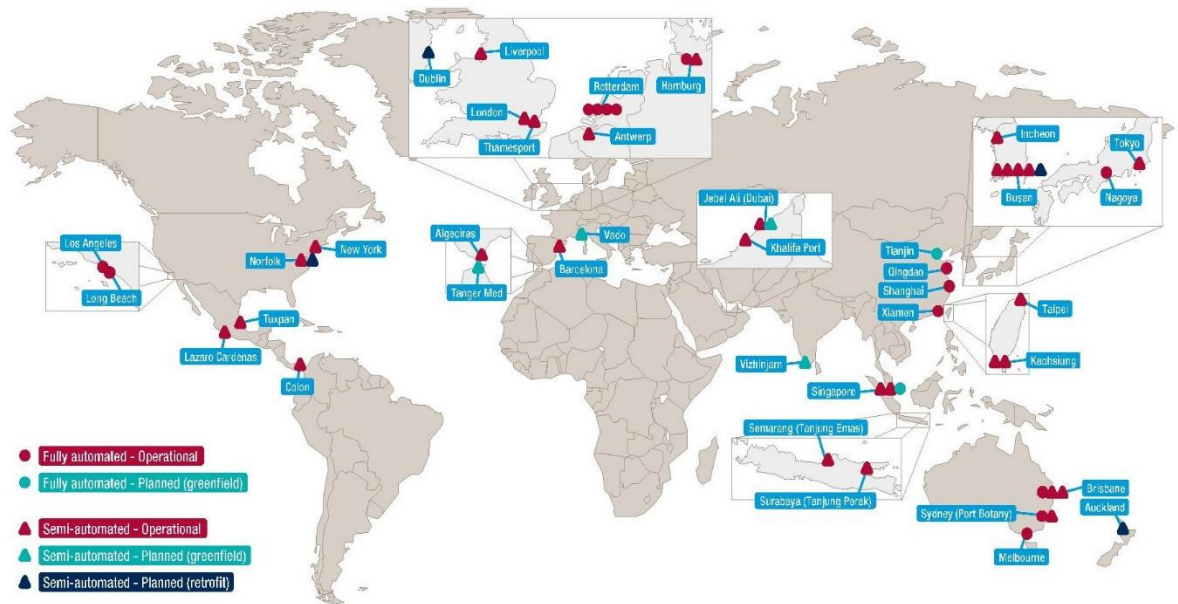 Dublin
Liverpool
Hamburg
Rotterdam
London
Thamesport
Antwerp
Incheon
Tokyo
Busan
Nagoya
Jebel Ali (Dubai)
Khalifa Port
Algeciras
Tanger Med
Vado
Barcelona
Los Angeles
Long Beach
New York
Norfolk
Tuxpan
Lazaro Cardenas
Colon
Tianjin
Qingdao
Shanghai
Xiamen
Taipei
Kaohsiung
Vizhinjam
Singapore
Semarang (Tanjung Emas)
Surabaya (Tanjung Perak)
Brisbane
Sydney (Port Botany)
Auckland
Melbourne
Fully automated - Operational
Fully automated - Planned (greenfield)
Semi-automated - Operational
Semi-automated - Planned (greenfield)
Semi-automated - Planned (retrofit)